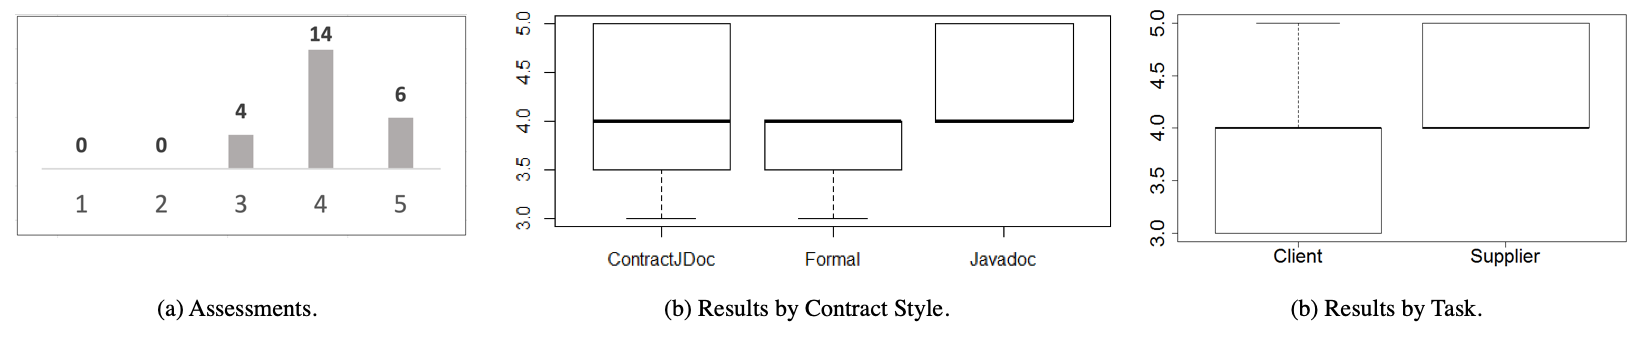 0 0 4 14 6
1 2 3 4 5
(a) Assessments.
5.0
4.5
4.0
3.5
3.0
ContractJDoc Formal Javadoc
(b) Results by Contract Style.
5.0
4.5
4.0
3.5
3.0
Client Supplier
(b) Results by Task.